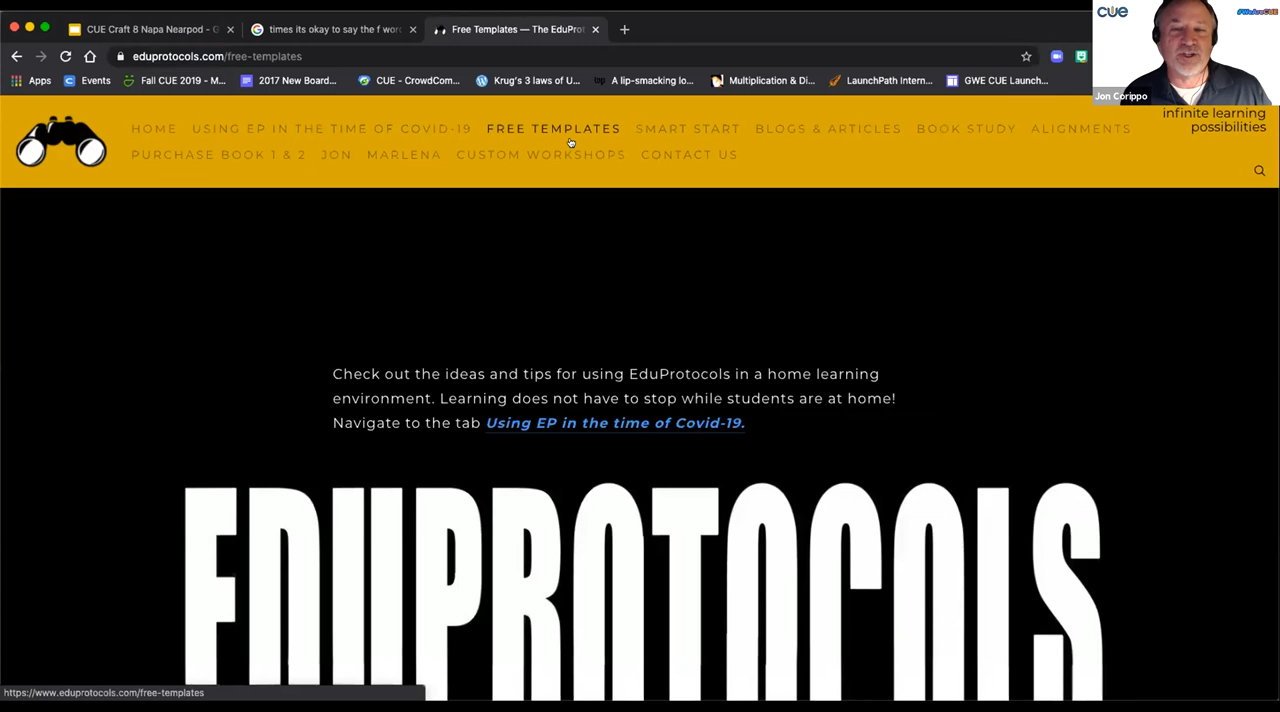 CUE Craft 8 Napa Nearpod - G
times its okay to say the f wor
Free Templates — The EduProt
eduprotocols.com/free-templates
Apps
Events
Fall CUE 2019 - M...
2017 New Board...
CUE - CrowdCom...
Krug's 3 laws of U...
A lip-smacking lo...
Multiplication & Di...
LaunchPath Intern...
GWE CUE Launch...
CUE
#WeAreCUE
Jon Corippo
HOME USING EP IN THE TIME OF COVID-19 FREE TEMPLATES SMART START BLOGS & ARTICLES BOOK STUDY ALIGNMENTS
PURCHASE BOOK 1 & 2 JON MARLENA CUSTOM WORKSHOPS CONTACT US
infinite learning
possibilities
Check out the ideas and tips for using EduProtocols in a home learning
environment. Learning does not have to stop while students are at home!
Navigate to the tab Using EP in the time of Covid-19.
EDUPROTOCOLS
https://www.eduprotocols.com/free-templates